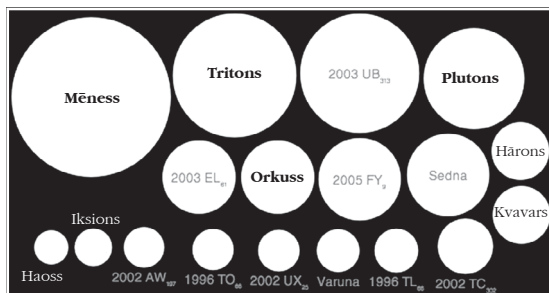 Mēness
Tritons
2003 UB₃₁₃
Plutons
2003 EL₆₁
Orkuss
2005 FY₉
Sedna
Hārons
Kvavars
Haoss
Iksions
2002 AW₁₉₇
1996 TO₆₆
2002 UX₂₅
Varuna
1996 TL₆₆
2002 TC₃₀₂